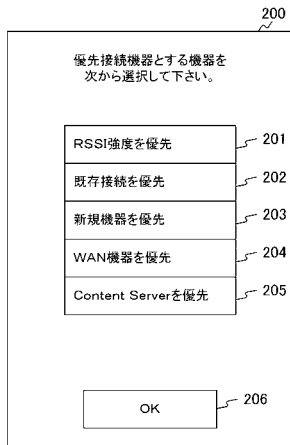 200
優先接続機器とする機器を
次から選択して下さい。
RSSI強度を優先
201
既存接続を優先
202
新規機器を優先
203
WAN機器を優先
204
Content Serverを優先
205
OK
206